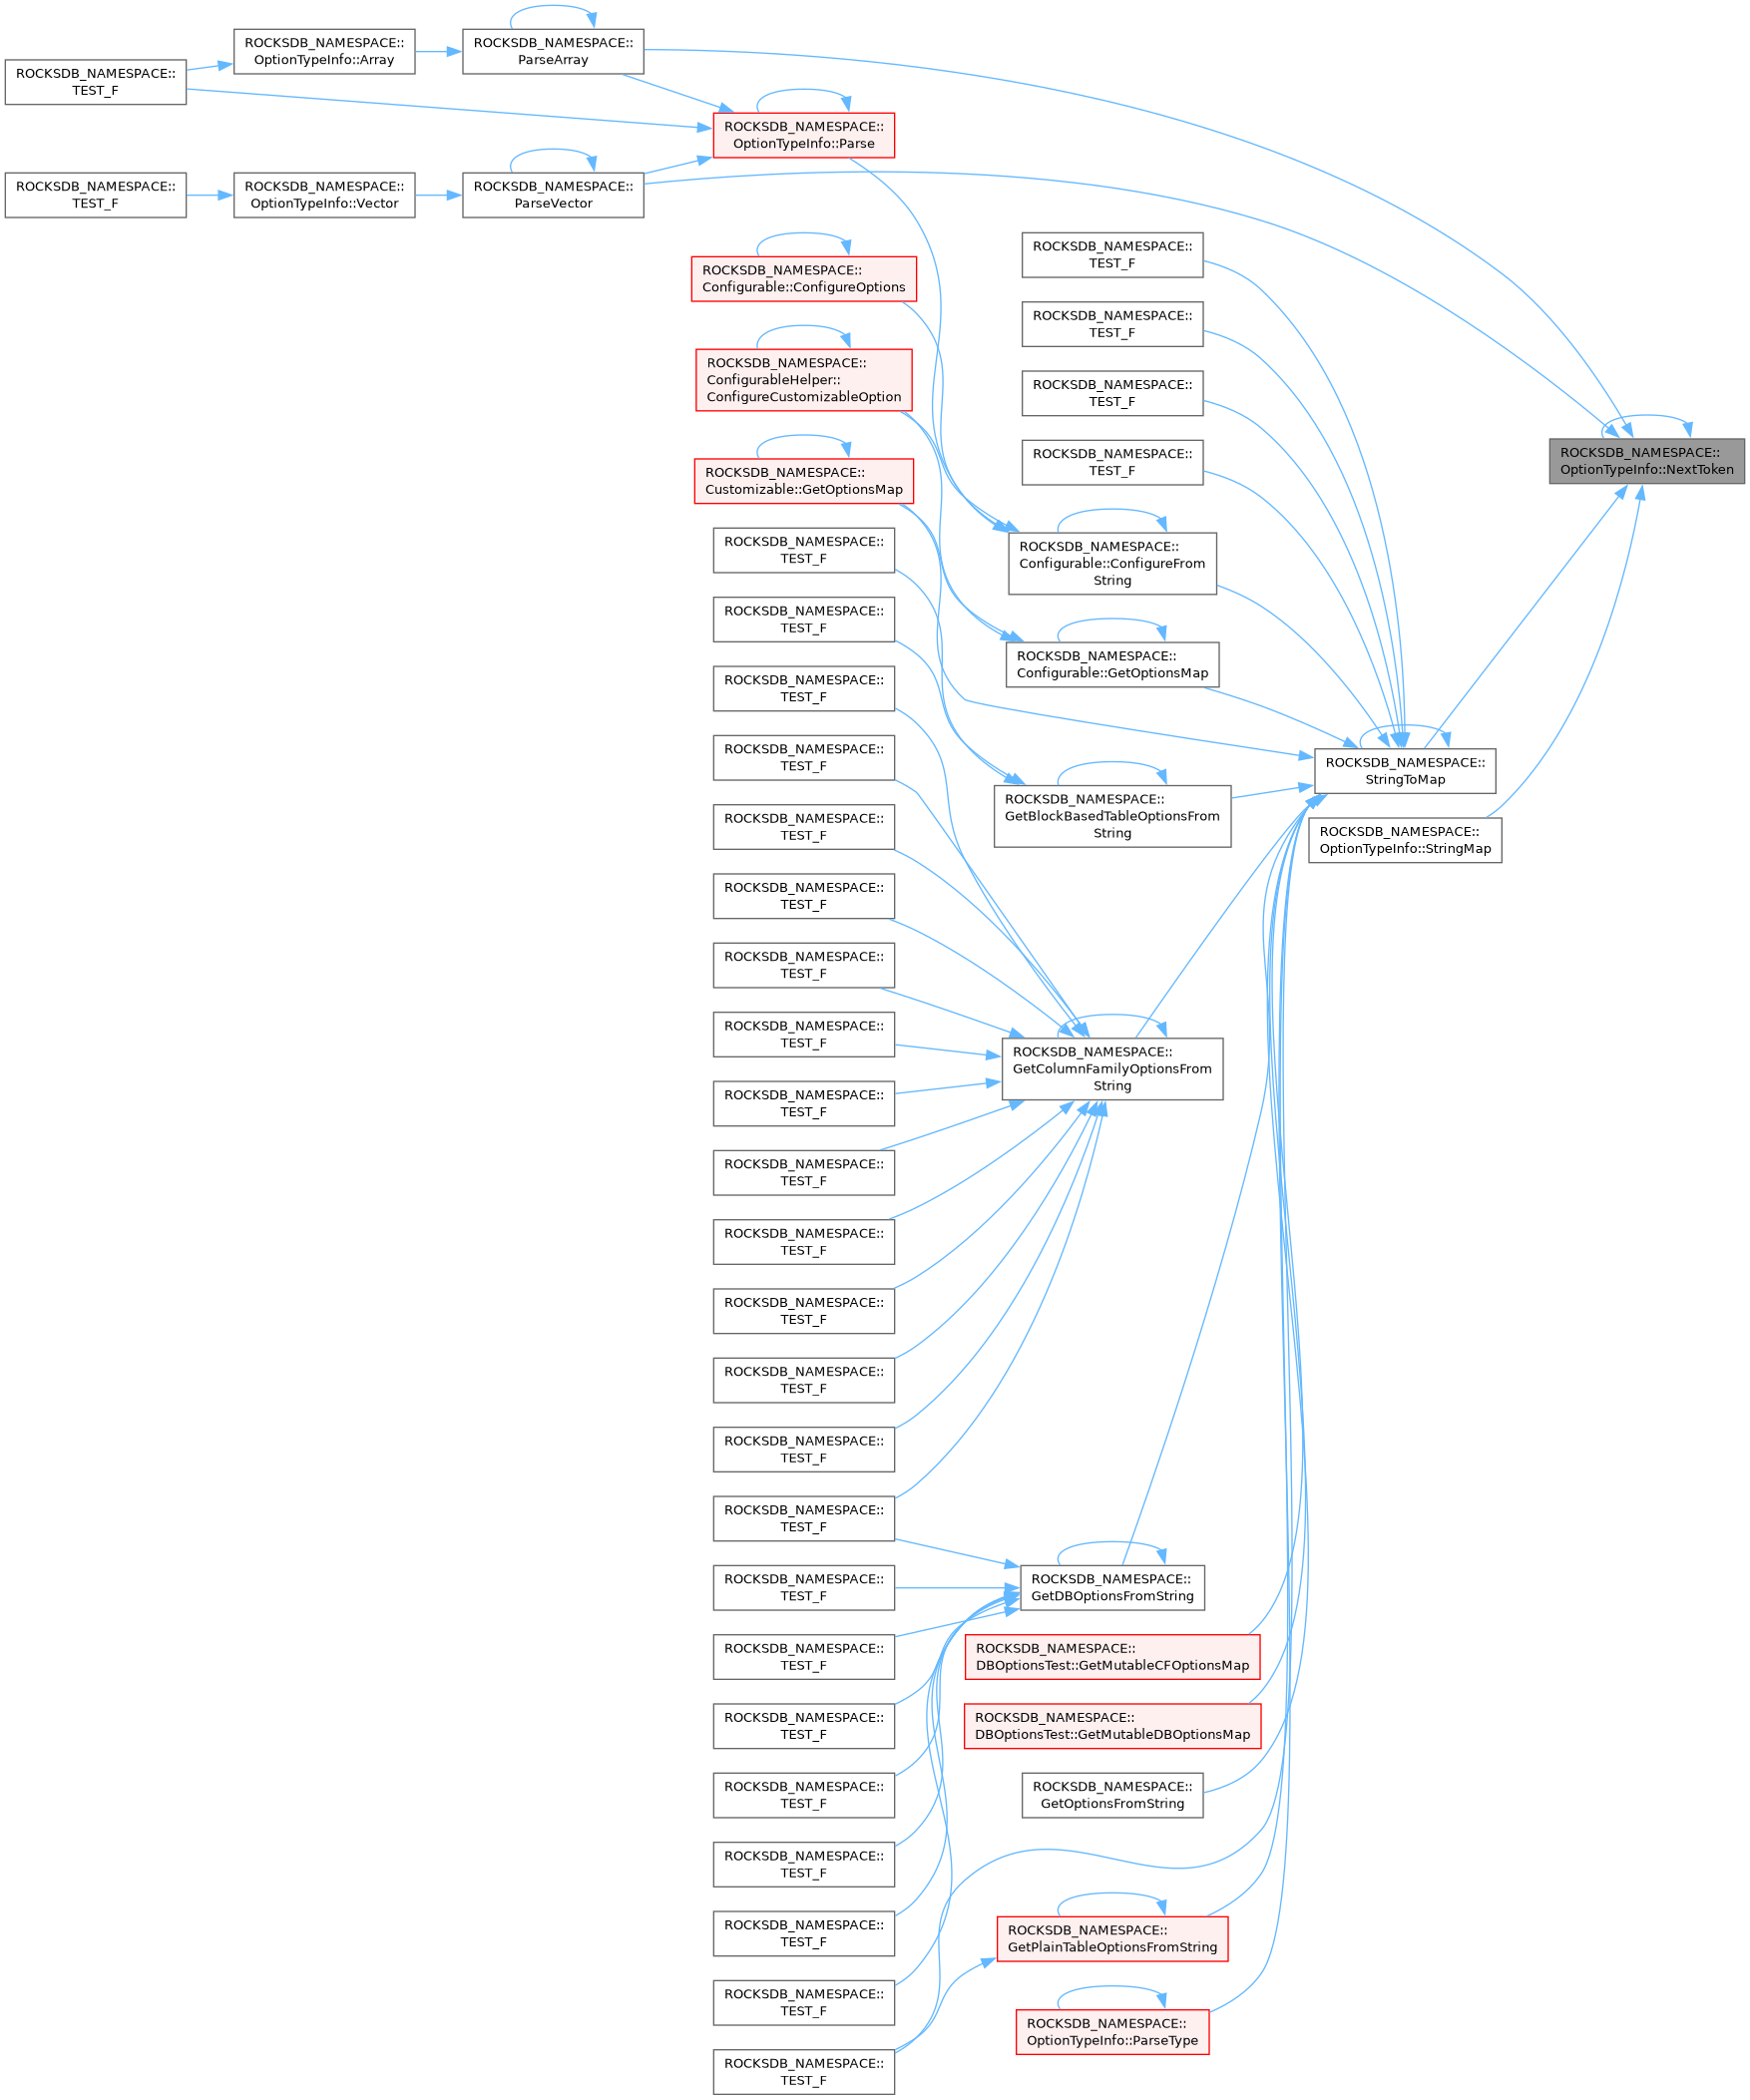 ROCKSDB_NAMESPACE::
TEST_F
ROCKSDB_NAMESPACE::
OptionTypeInfo::Array
ROCKSDB_NAMESPACE::
ParseArray
ROCKSDB_NAMESPACE::
OptionTypeInfo::Parse
ROCKSDB_NAMESPACE::
TEST_F
ROCKSDB_NAMESPACE::
OptionTypeInfo::Vector
ROCKSDB_NAMESPACE::
ParseVector
ROCKSDB_NAMESPACE::
Configurable::ConfigureOptions
ROCKSDB_NAMESPACE::
ConfigurableHelper::
ConfigureCustomizableOption
ROCKSDB_NAMESPACE::
Customizable::GetOptionsMap
ROCKSDB_NAMESPACE::
TEST_F
ROCKSDB_NAMESPACE::
TEST_F
ROCKSDB_NAMESPACE::
TEST_F
ROCKSDB_NAMESPACE::
TEST_F
ROCKSDB_NAMESPACE::
TEST_F
ROCKSDB_NAMESPACE::
TEST_F
ROCKSDB_NAMESPACE::
TEST_F
ROCKSDB_NAMESPACE::
TEST_F
ROCKSDB_NAMESPACE::
TEST_F
ROCKSDB_NAMESPACE::
TEST_F
ROCKSDB_NAMESPACE::
TEST_F
ROCKSDB_NAMESPACE::
TEST_F
ROCKSDB_NAMESPACE::
TEST_F
ROCKSDB_NAMESPACE::
TEST_F
ROCKSDB_NAMESPACE::
TEST_F
ROCKSDB_NAMESPACE::
TEST_F
ROCKSDB_NAMESPACE::
TEST_F
ROCKSDB_NAMESPACE::
TEST_F
ROCKSDB_NAMESPACE::
TEST_F
ROCKSDB_NAMESPACE::
TEST_F
ROCKSDB_NAMESPACE::
TEST_F
ROCKSDB_NAMESPACE::
TEST_F
ROCKSDB_NAMESPACE::
TEST_F
ROCKSDB_NAMESPACE::
TEST_F
ROCKSDB_NAMESPACE::
TEST_F
ROCKSDB_NAMESPACE::
TEST_F
ROCKSDB_NAMESPACE::
TEST_F
ROCKSDB_NAMESPACE::
Configurable::ConfigureFrom
String
ROCKSDB_NAMESPACE::
Configurable::GetOptionsMap
ROCKSDB_NAMESPACE::
GetBlockBasedTableOptionsFrom
String
ROCKSDB_NAMESPACE::
GetColumnFamilyOptionsFrom
String
ROCKSDB_NAMESPACE::
GetDBOptionsFromString
ROCKSDB_NAMESPACE::
DBOptionsTest::GetMutableCFOptionsMap
ROCKSDB_NAMESPACE::
DBOptionsTest::GetMutableDBOptionsMap
ROCKSDB_NAMESPACE::
GetOptionsFromString
ROCKSDB_NAMESPACE::
GetPlainTableOptionsFromString
ROCKSDB_NAMESPACE::
OptionTypeInfo::ParseType
ROCKSDB_NAMESPACE::
StringToMap
ROCKSDB_NAMESPACE::
OptionTypeInfo::StringMap
ROCKSDB_NAMESPACE::
OptionTypeInfo::NextToken